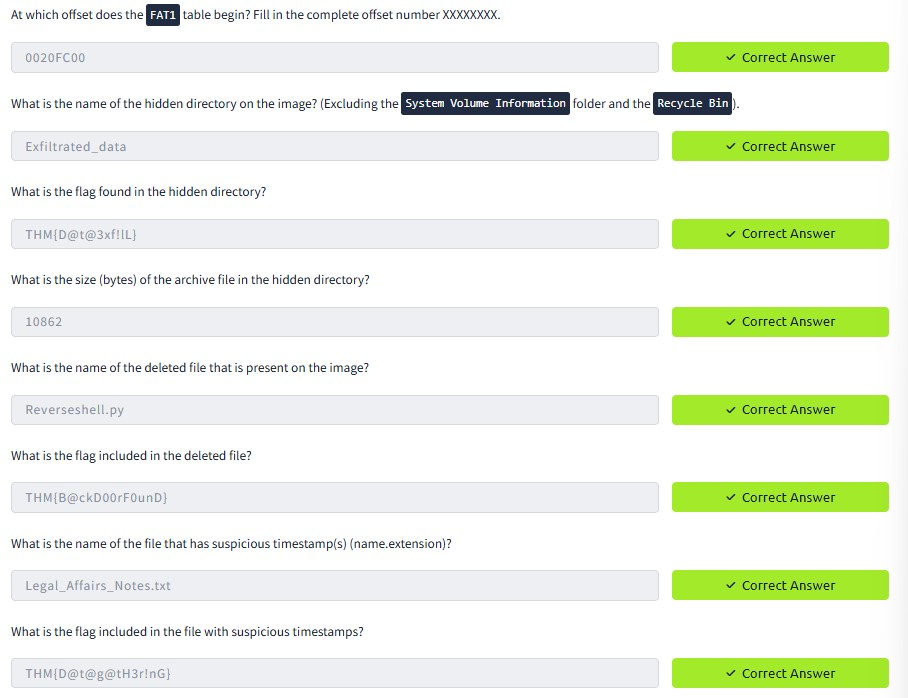 At which offset does the FAT1 table begin? Fill in the complete offset number XXXXXXXX.
0020FC00 ✓ Correct Answer
What is the name of the hidden directory on the image? (Excluding the System Volume Information folder and the Recycle Bin).
Exfiltrated_data ✓ Correct Answer
What is the flag found in the hidden directory?
THM{D@t@3xf!lL} ✓ Correct Answer
What is the size (bytes) of the archive file in the hidden directory?
10862 ✓ Correct Answer
What is the name of the deleted file that is present on the image?
Reverseshell.py ✓ Correct Answer
What is the flag included in the deleted file?
THM{B@ckD00rF0unD} ✓ Correct Answer
What is the name of the file that has suspicious timestamp(s) (name.extension)?
Legal_Affairs_Notes.txt ✓ Correct Answer
What is the flag included in the file with suspicious timestamps?
THM{D@t@g@tH3r!nG} ✓ Correct Answer